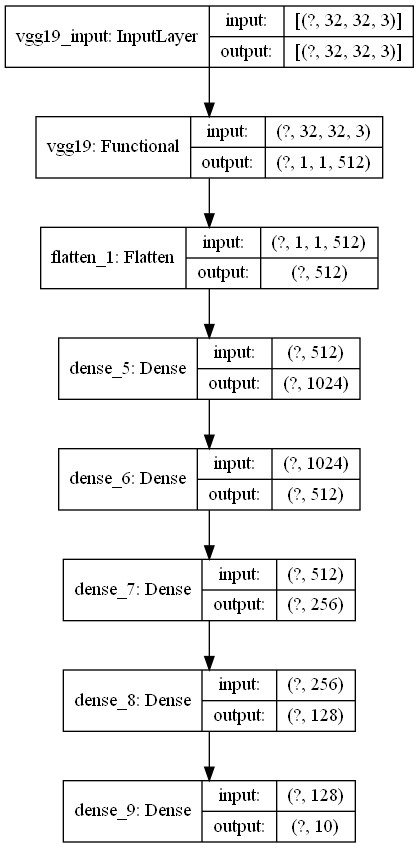 vgg19_input: InputLayer
input: [(?, 32, 32, 3)]
output: [(?, 32, 32, 3)]
vgg19: Functional
input: (?, 32, 32, 3)
output: (?, 1, 1, 512)
flatten_1: Flatten
input: (?, 1, 1, 512)
output: (?, 512)
dense_5: Dense
input: (?, 512)
output: (?, 1024)
dense_6: Dense
input: (?, 1024)
output: (?, 512)
dense_7: Dense
input: (?, 512)
output: (?, 256)
dense_8: Dense
input: (?, 256)
output: (?, 128)
dense_9: Dense
input: (?, 128)
output: (?, 10)